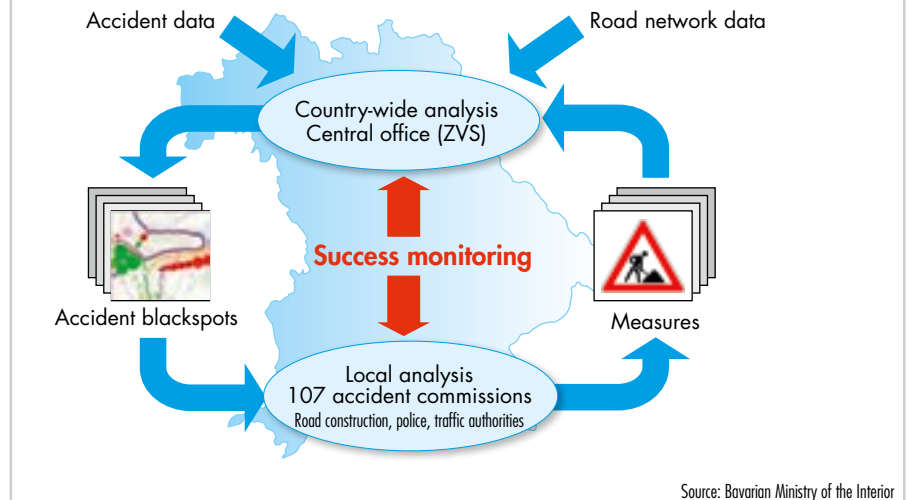 Accident data
Road network data
Country-wide analysis
Central office (ZVS)
Success monitoring
Accident blackspots
Measures
Local analysis
107 accident commissions
Road construction, police, traffic authorities
Source: Bavarian Ministry of the Interior